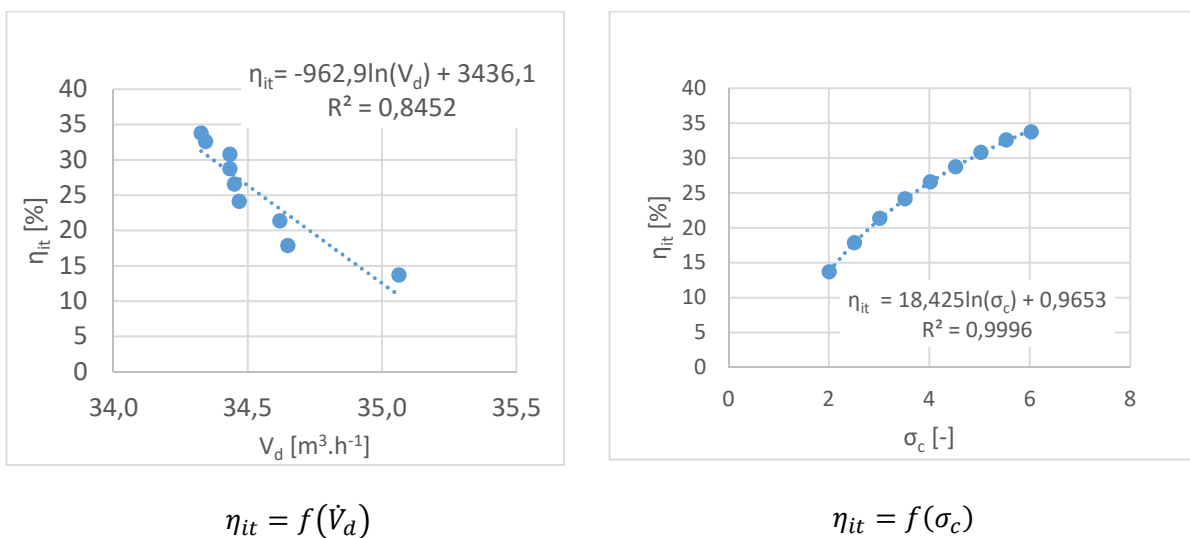 η_it= -962,9ln(V_d) + 3436,1
R² = 0,8452
40
35
30
25
20
15
10
5
0
η_it [%]
34,0 34,5 35,0 35,5
V_d [m³.h⁻¹]
η_it = f(V̇_d)
40
35
30
25
20
15
10
5
0
η_it [%]
η_it = 18,425ln(σ_c) + 0,9653
R² = 0,9996
0 2 4 6 8
σ_c [-]
η_it = f(σ_c)